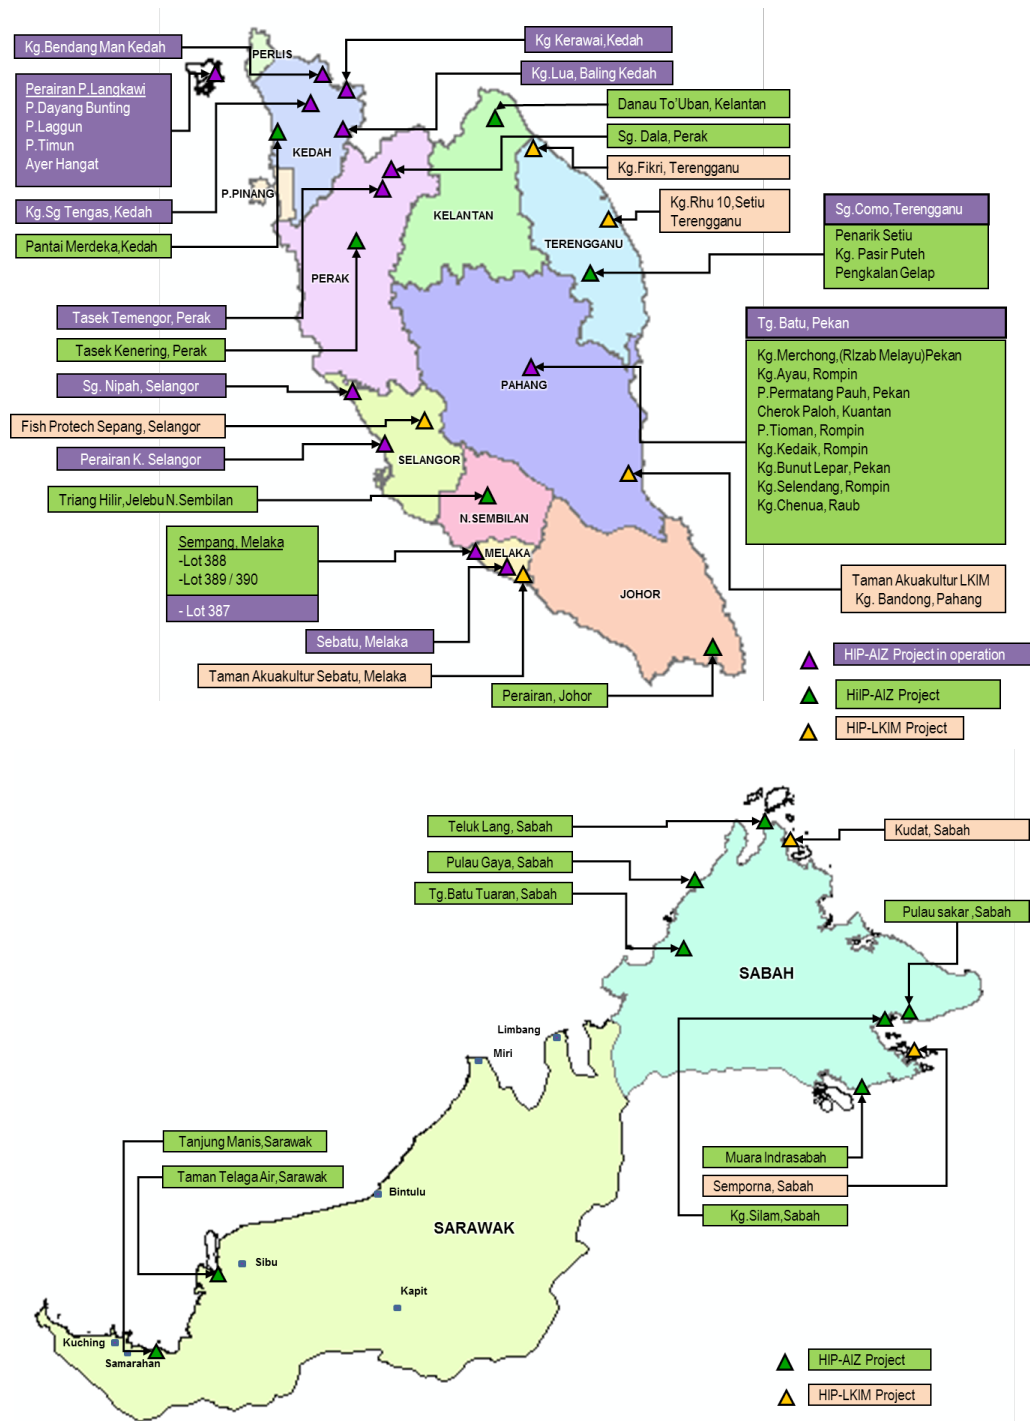 Kg.Bendang Man Kedah
PERLIS
Kg Kerawai,Kedah
Kg.Lua, Baling Kedah
Perairan P.Langkawi
P.Dayang Bunting
P.Laggun
P.Timun
Ayer Hangat
Danau To'Uban, Kelantan
Sg. Dala, Perak
Kg.Fikri, Terengganu
KEDAH
P.PINANG
Kg.Sg Tengas, Kedah
Pantai Merdeka,Kedah
KELANTAN
Kg.Rhu 10,Setiu
Terengganu
TERENGGANU
Sg.Como,Terengganu
Penarik Setiu
Kg. Pasir Puteh
Pengkalan Gelap
PERAK
Tasek Temengor, Perak
Tasek Kenering, Perak
Tg. Batu, Pekan
Kg.Merchong,(RIzab Melayu)Pekan
Kg.Ayau, Rompin
P.Permatang Pauh, Pekan
Cherok Paloh, Kuantan
P.Tioman, Rompin
Kg.Kedaik, Rompin
Kg.Bunut Lepar, Pekan
Kg.Selendang, Rompin
Kg.Chenua, Raub
Sg. Nipah, Selangor
PAHANG
Fish Protech Sepang, Selangor
Perairan K. Selangor
SELANGOR
Triang Hilir,Jelebu N.Sembilan
N.SEMBILAN
Sempang, Melaka
-Lot 388
-Lot 389 / 390
- Lot 387
MELAKA
JOHOR
Taman Akuakultur LKIM
Kg. Bandong, Pahang
Sebatu, Melaka
Taman Akuakultur Sebatu, Melaka
Perairan, Johor
HIP-AIZ Project in operation
HiIP-AIZ Project
HIP-LKIM Project
Teluk Lang, Sabah
Kudat, Sabah
Pulau Gaya, Sabah
Tg.Batu Tuaran, Sabah
Pulau sakar ,Sabah
SABAH
Limbang
Miri
Tanjung Manis,Sarawak
Taman Telaga Air,Sarawak
Muara Indrasabah
Semporna, Sabah
Kg.Silam,Sabah
Bintulu
SARAWAK
Sibu
Kapit
Kuching
Samarahan
HIP-AIZ Project
HIP-LKIM Project